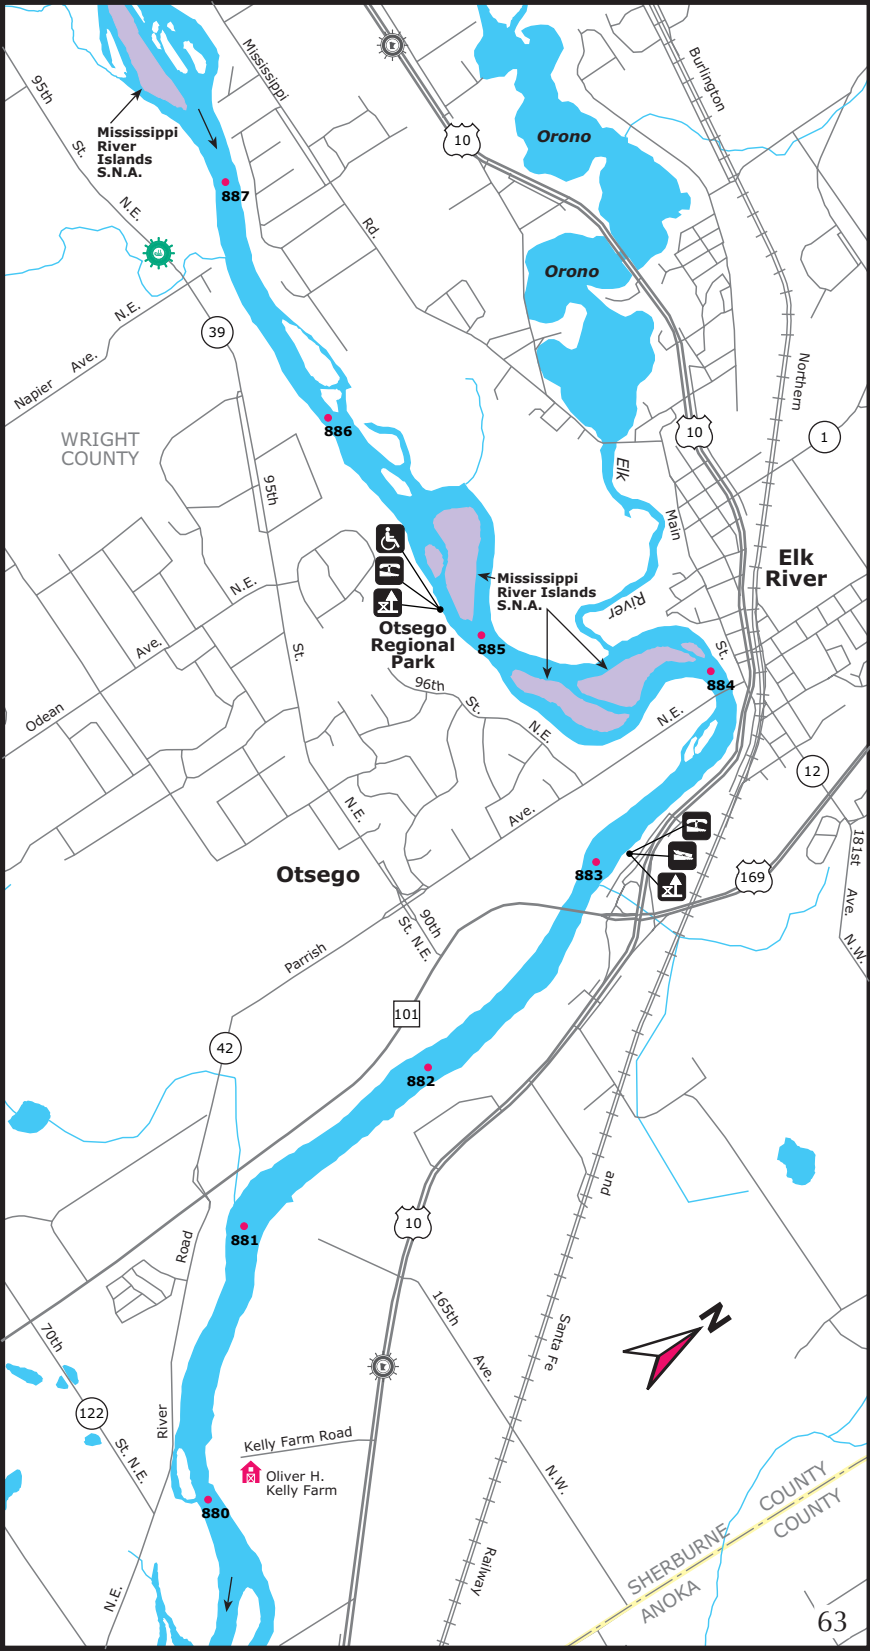 95th
St.
N.E.
Mississippi
River
Islands
S.N.A.
Mississippi
Rd.
10
Orono
Orono
Burlington
887
39
N.E.
Ave.
Napier
WRIGHT
COUNTY
886
95th
N.E.
Ave.
Odean
St.
Northern
10
1
Elk
River
Main
St.
Elk
River
Mississippi
River Islands
S.N.A.
Otsego
Regional
Park
885
884
96th
St.
N.E.
N.E.
Ave.
Parrish
12
181st
Ave.
N.W.
169
883
N.E.
Otsego
90th
St. N.E.
101
42
882
881
10
and
Road
165th
Ave.
N.W.
Santa Fe
N
70th
122
St. N.E.
River
Kelly Farm Road
Oliver H.
Kelly Farm
880
N.E.
Railway
SHERBURNE COUNTY
ANOKA COUNTY
63